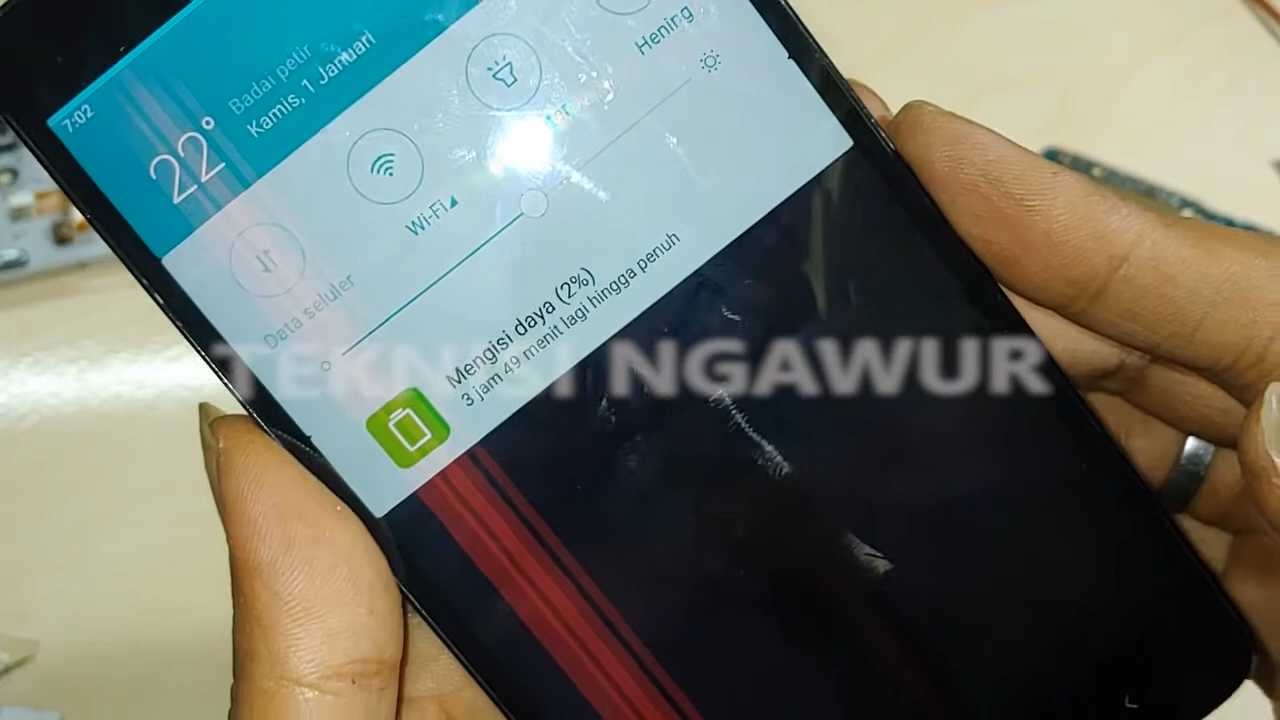 7:02
22°
Badai petir
Kamis, 1 Januari
Hening
Wi-Fi
Data seluler
Mengisi daya (2%)
3 jam 49 menit lagi hingga penuh
TEKNISI NGAWUR